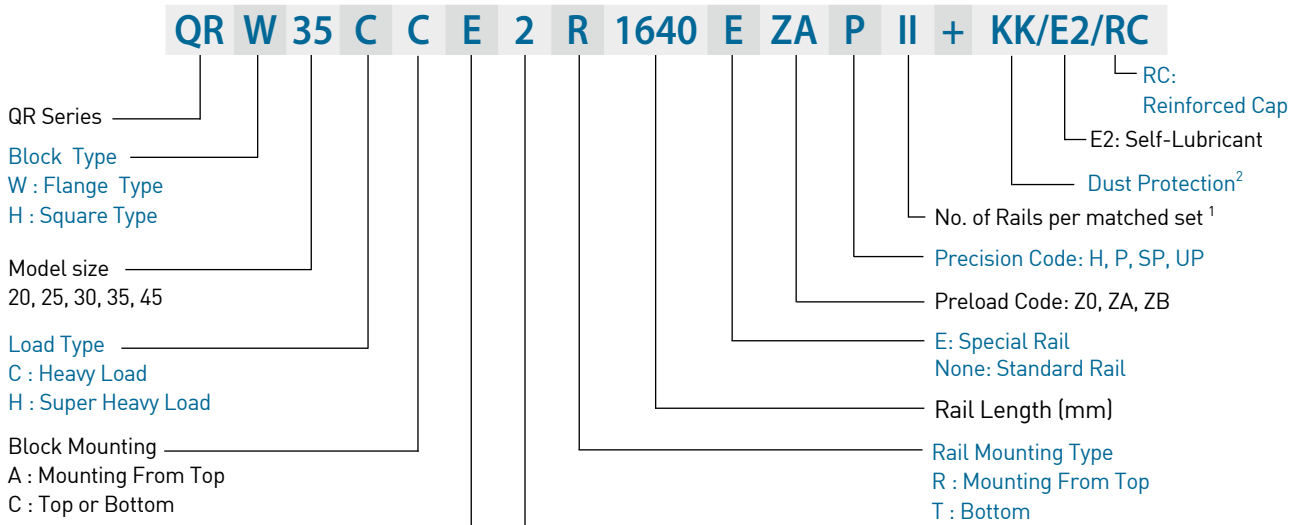 QR W 35 C C E 2 R 1640 E ZA P II + KK/E2/RC
QR Series
Block Type
W : Flange Type
H : Square Type
Model size
20, 25, 30, 35, 45
Load Type
C : Heavy Load
H : Super Heavy Load
Block Mounting
A : Mounting From Top
C : Top or Bottom
RC:
Reinforced Cap
E2: Self-Lubricant
Dust Protection2
No. of Rails per matched set 1
Precision Code: H, P, SP, UP
Preload Code: Z0, ZA, ZB
E: Special Rail
None: Standard Rail
Rail Length (mm)
Rail Mounting Type
R : Mounting From Top
T : Bottom